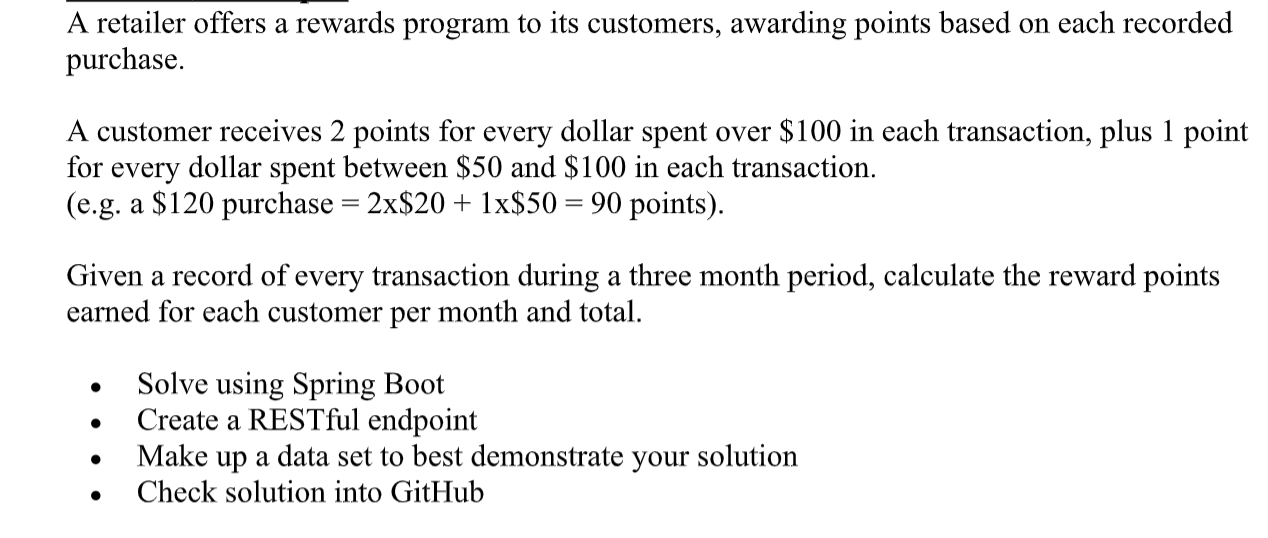 A retailer offers a rewards program to its customers, awarding points based on each recorded
purchase.
A customer receives 2 points for every dollar spent over $100 in each transaction, plus 1 point
for every dollar spent between $50 and $100 in each transaction.
(e.g. a $120 purchase = 2x$20 + 1x$50 = 90 points).
Given a record of every transaction during a three month period, calculate the reward points
earned for each customer per month and total.
• Solve using Spring Boot
• Create a RESTful endpoint
• Make up a data set to best demonstrate your solution
• Check solution into GitHub